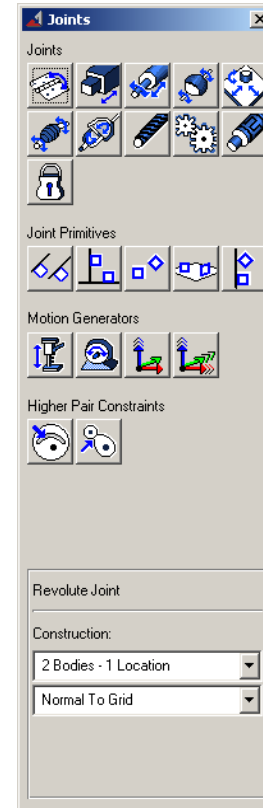 Joints
Joints
Joint Primitives
Motion Generators
Higher Pair Constraints
Revolute Joint
Construction:
2 Bodies - 1 Location
Normal To Grid